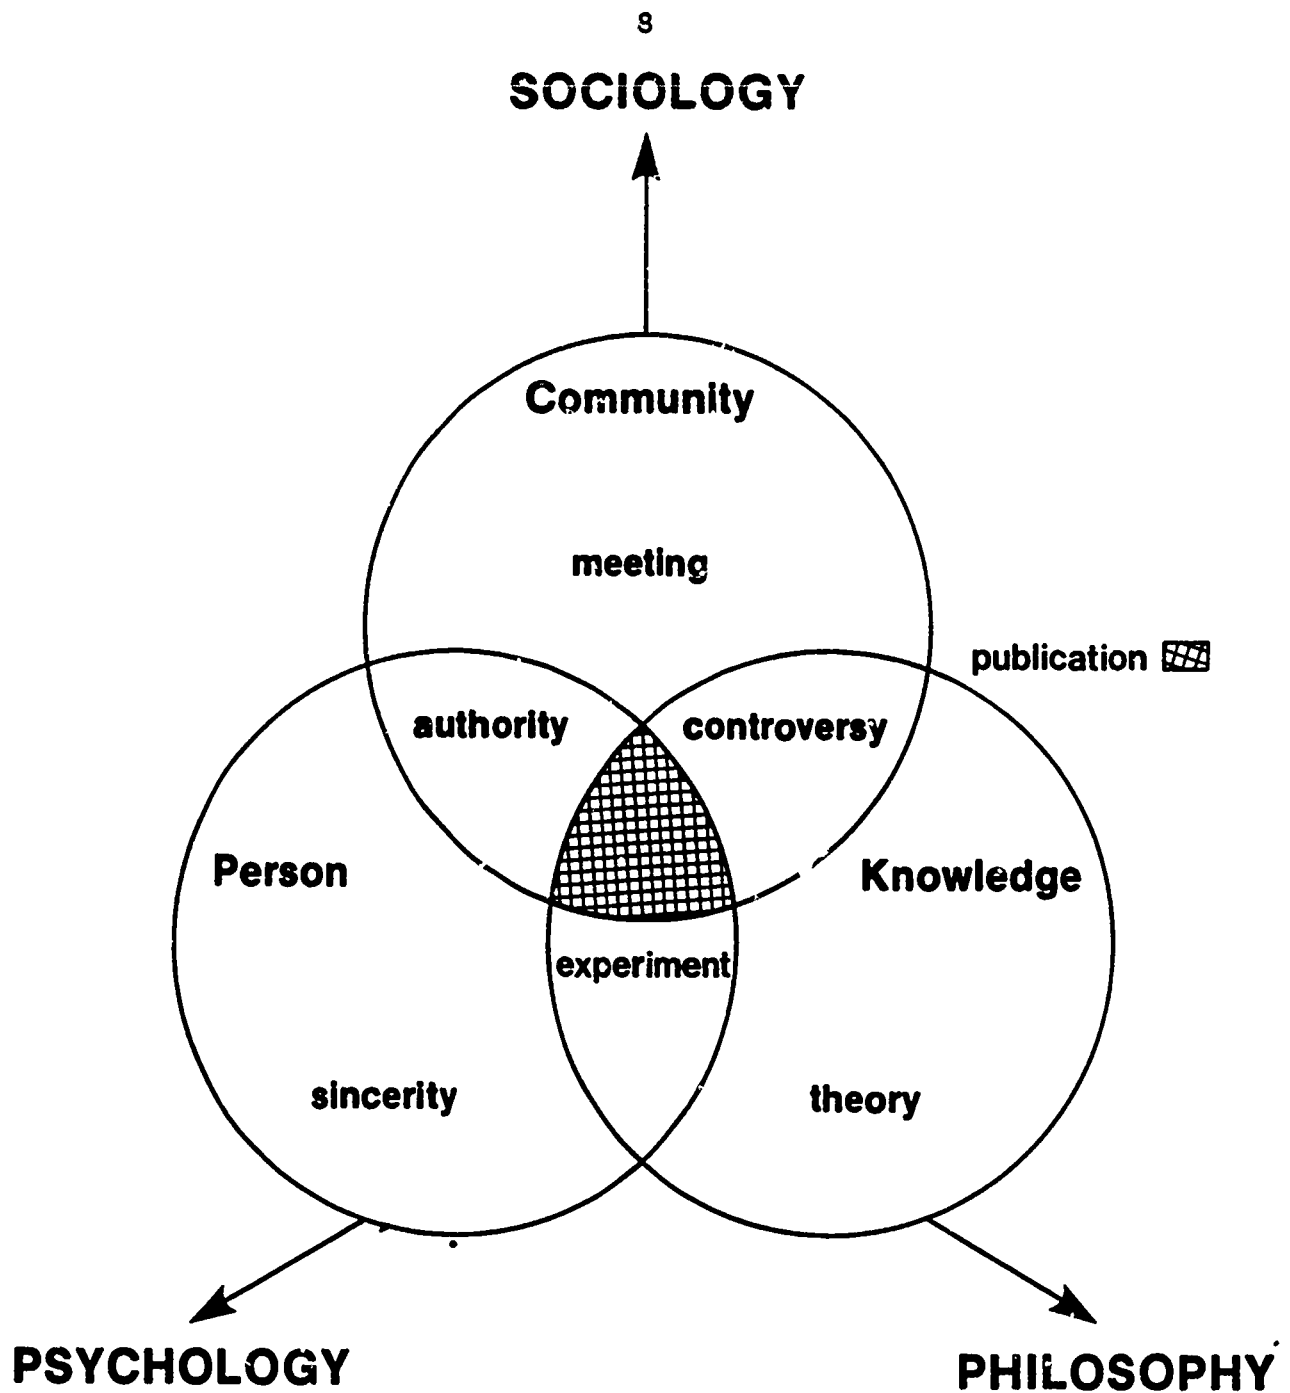 8
SOCIOLOGY
Community
meeting
publication
authority controversy
Person
Knowledge
experiment
sincerity
theory
PSYCHOLOGY
PHILOSOPHY